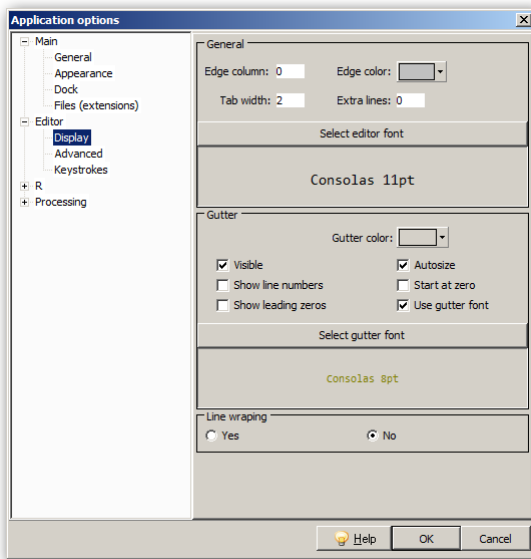 Application options
Main
General
Appearance
Dock
Files (extensions)
Editor
Display
Advanced
Keystrokes
R
Processing
General
Edge column: 0 Edge color:
Tab width: 2 Extra lines: 0
Select editor font
Consolas 11pt
Gutter
Gutter color:
Visible Autosize
Show line numbers Start at zero
Show leading zeros Use gutter font
Select gutter font
Consolas 8pt
Line wraping
Yes No
Help OK Cancel